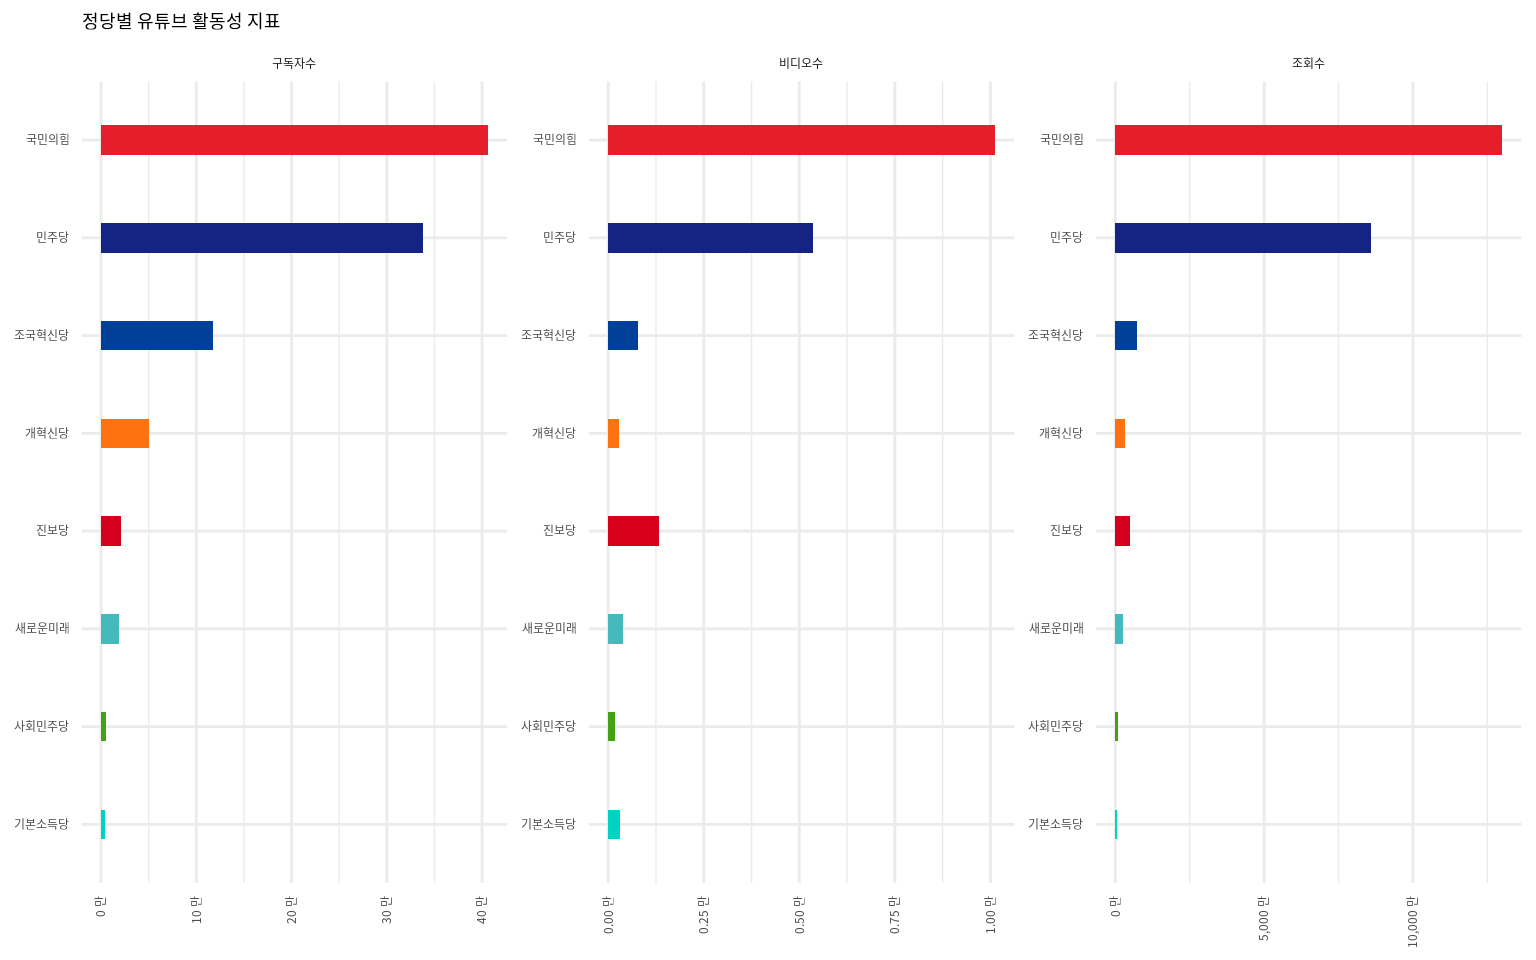 정당별 유튜브 활동성 지표
구독자수
국민의힘
민주당
조국혁신당
개혁신당
진보당
새로운미래
사회민주당
기본소득당
0 만
10 만
20 만
30 만
40 만
비디오수
국민의힘
민주당
조국혁신당
개혁신당
진보당
새로운미래
사회민주당
기본소득당
0.00 만
0.25 만
0.50 만
0.75 만
1.00 만
조회수
국민의힘
민주당
조국혁신당
개혁신당
진보당
새로운미래
사회민주당
기본소득당
0 만
5,000 만
10,000 만